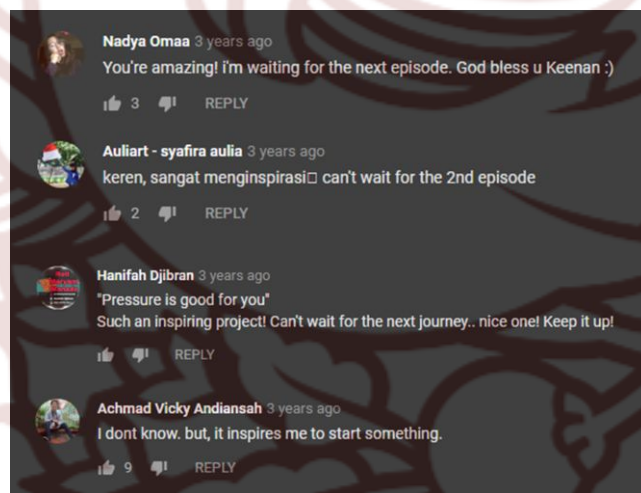 Nadya Omaa 3 years ago
You're amazing! i'm waiting for the next episode. God bless u Keenan :)
3 REPLY
Auliart - syafira aulia 3 years ago
keren, sangat menginspirasi□ can't wait for the 2nd episode
2 REPLY
Hanifah Djibran 3 years ago
"Pressure is good for you"
Such an inspiring project! Can't wait for the next journey.. nice one! Keep it up!
REPLY
Achmad Vicky Andiansah 3 years ago
I dont know. but, it inspires me to start something.
9 REPLY